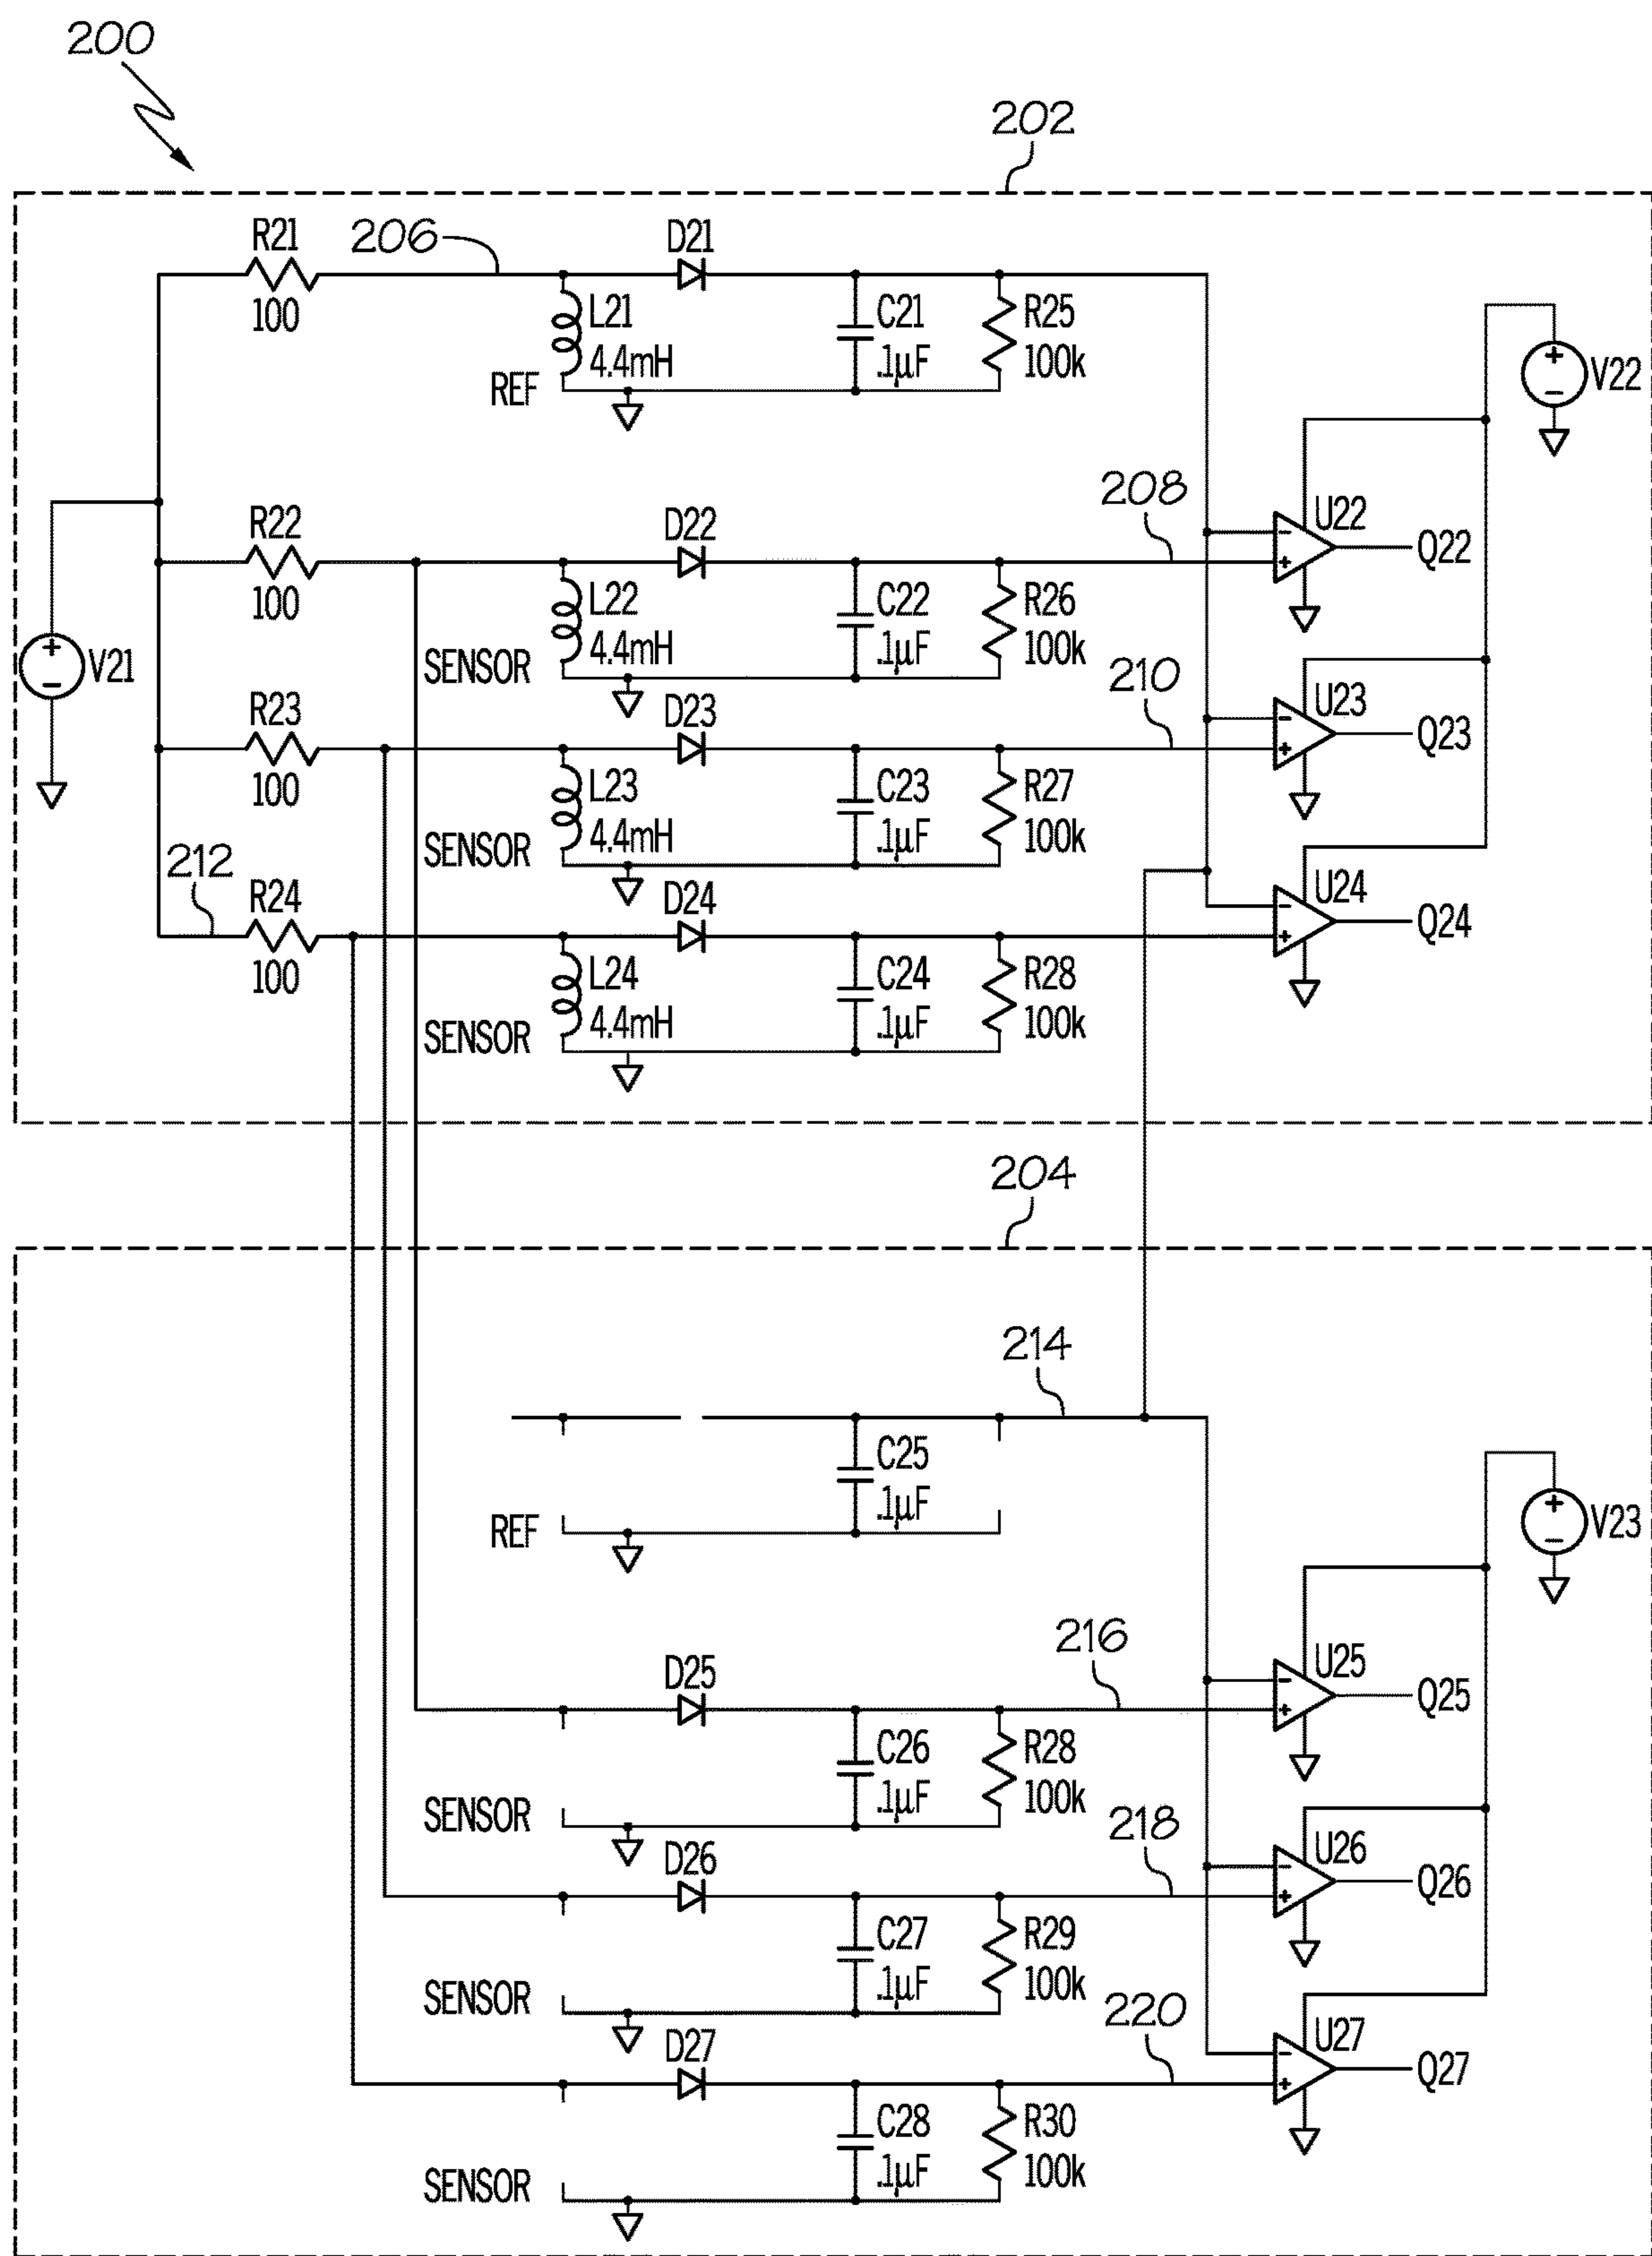 200
202
R21
206
D21
100
L21
4.4mH
REF
C21
.1µF
R25
100k
V22
208
R22
D22
U22
Q22
100
L22
4.4mH
SENSOR
C22
.1µF
R26
100k
V21
210
R23
D23
U23
Q23
100
L23
4.4mH
SENSOR
C23
.1µF
R27
100k
212
R24
D24
U24
Q24
100
L24
4.4mH
SENSOR
C24
.1µF
R28
100k
204
214
C25
.1µF
REF
V23
216
D25
U25
Q25
C26
.1µF
R28
100k
SENSOR
218
D26
U26
Q26
C27
.1µF
R29
100k
SENSOR
220
D27
U27
Q27
C28
.1µF
R30
100k
SENSOR